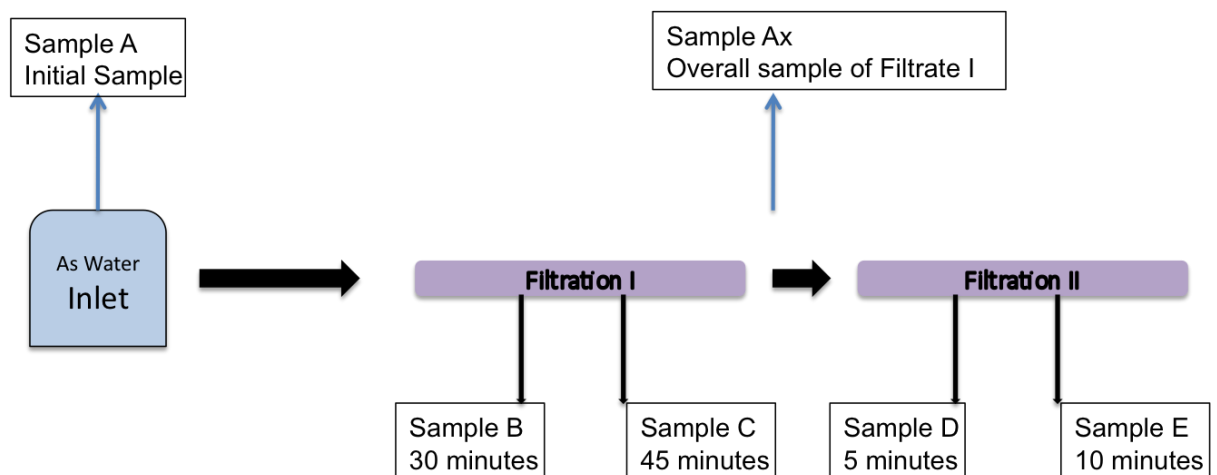 Sample A
Initial Sample
Sample Ax
Overall sample of Filtrate I
As Water
Inlet
Filtration I
Filtration II
Sample B
30 minutes
Sample C
45 minutes
Sample D
5 minutes
Sample E
10 minutes